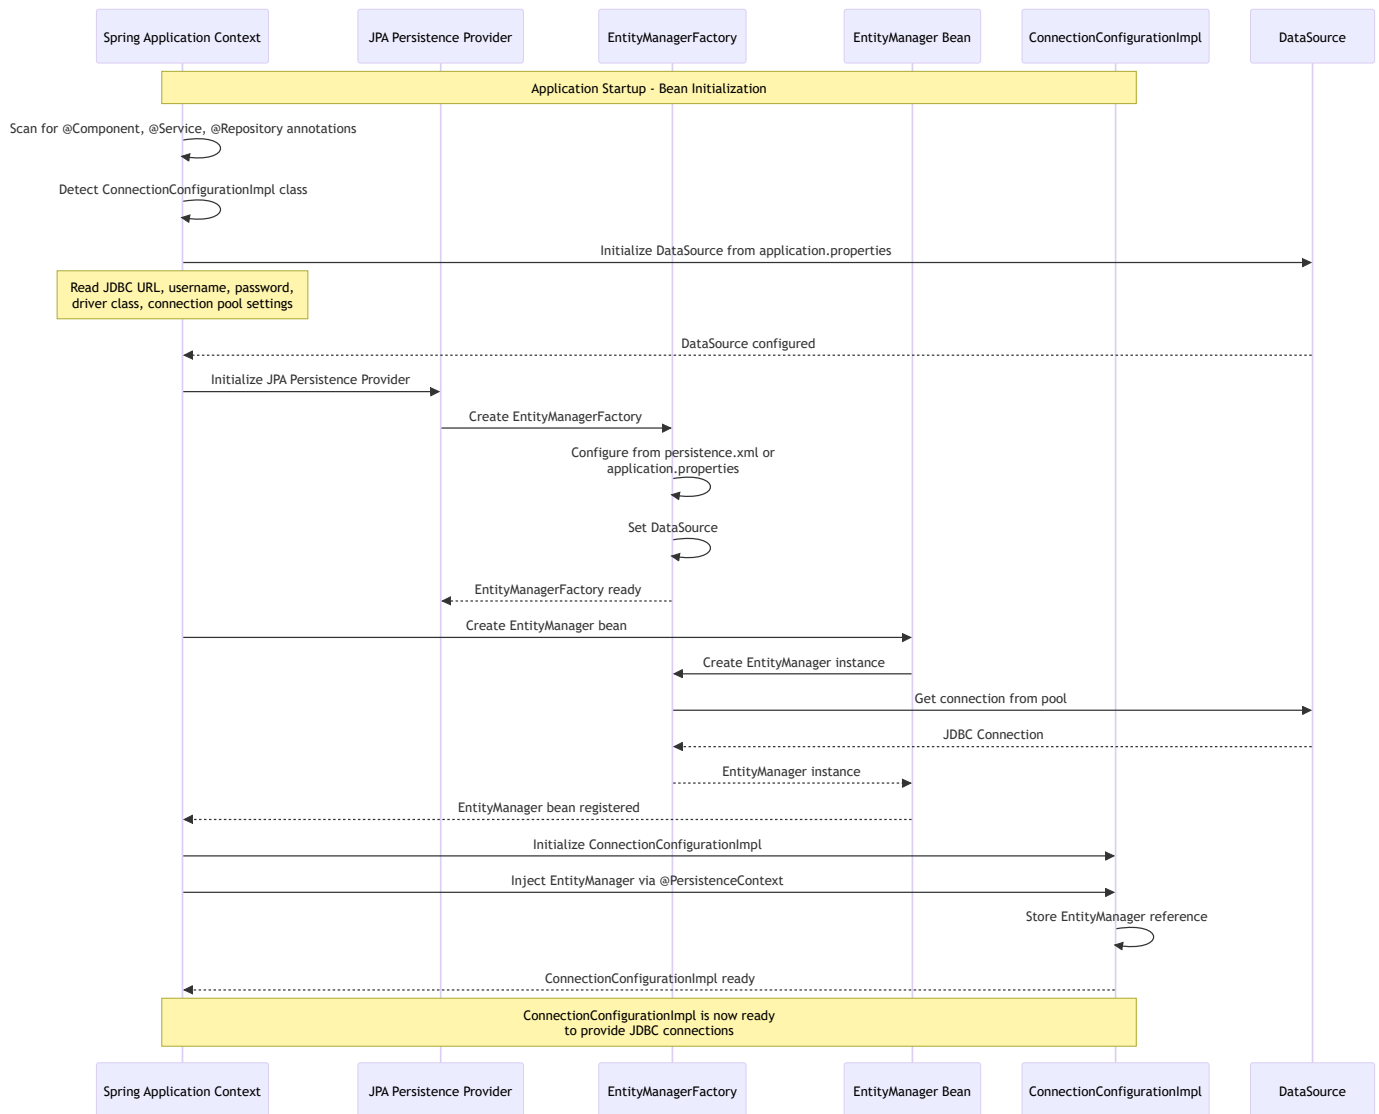 Spring Application Context
JPA Persistence Provider
EntityManagerFactory
EntityManager Bean
ConnectionConfigurationImpl
DataSource
Application Startup - Bean Initialization
Scan for @Component, @Service, @Repository annotations
Detect ConnectionConfigurationImpl class
Initialize DataSource from application.properties
Read JDBC URL, username, password,
driver class, connection pool settings
DataSource configured
Initialize JPA Persistence Provider
Create EntityManagerFactory
Configure from persistence.xml or
application.properties
Set DataSource
EntityManagerFactory ready
Create EntityManager bean
Create EntityManager instance
Get connection from pool
JDBC Connection
EntityManager instance
EntityManager bean registered
Initialize ConnectionConfigurationImpl
Inject EntityManager via @PersistenceContext
Store EntityManager reference
ConnectionConfigurationImpl ready
ConnectionConfigurationImpl is now ready
to provide JDBC connections
Spring Application Context
JPA Persistence Provider
EntityManagerFactory
EntityManager Bean
ConnectionConfigurationImpl
DataSource